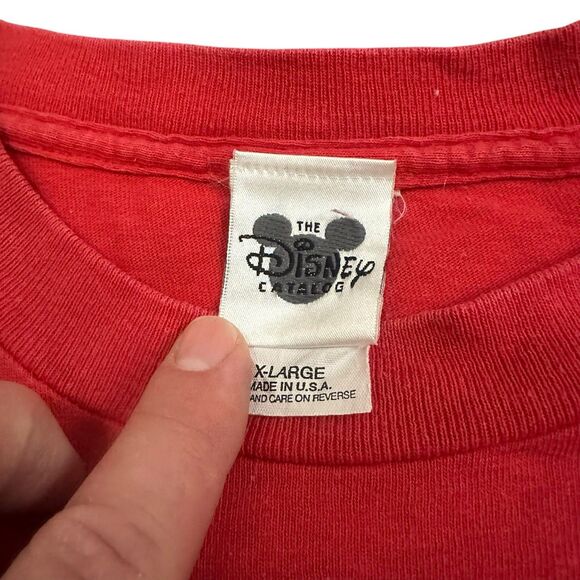 THE
Disney
CATALOG
X-LARGE
MADE IN U.S.A.
AND CARE ON REVERSE